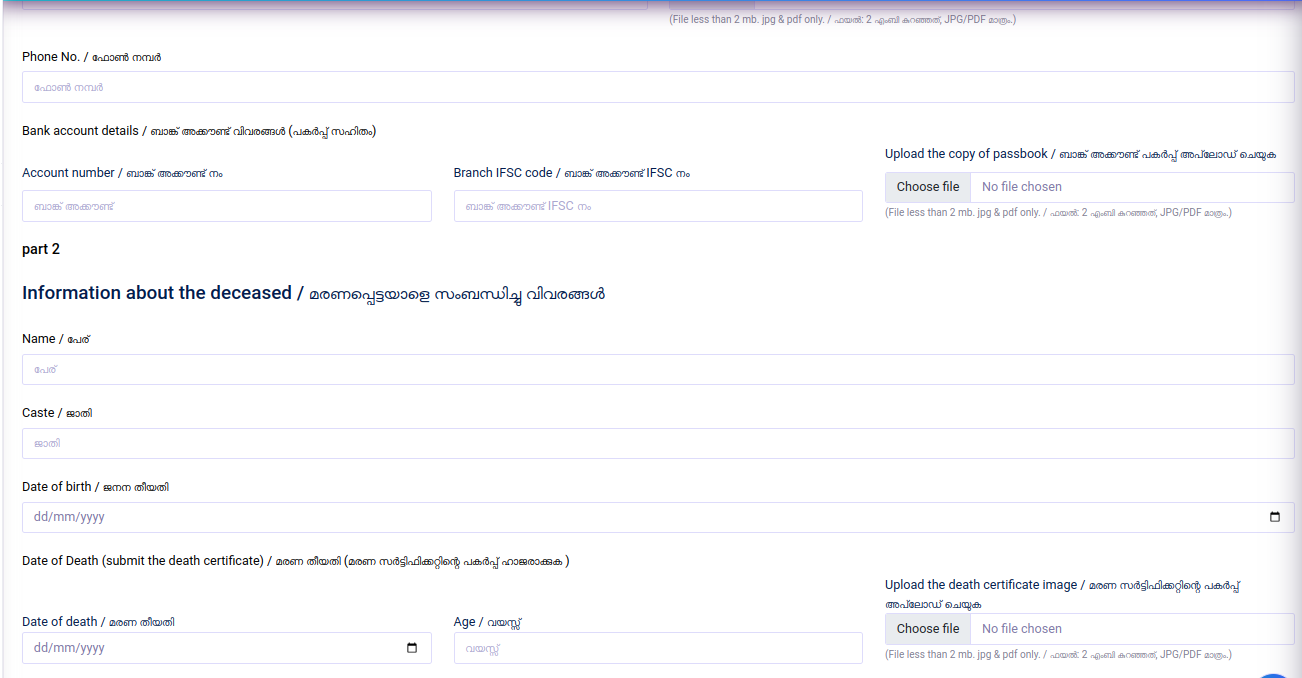 (File less than 2 mb. jpg & pdf only. / ഫയൽ: 2 എംബി കുറഞ്ഞത്, JPG/PDF മാത്രം.)
Phone No. / ഫോൺ നമ്പർ
ഫോൺ നമ്പർ
Bank account details / ബാങ്ക് അക്കൗണ്ട് വിവരങ്ങൾ (പകർപ്പ് സഹിതം)
Account number / ബാങ്ക് അക്കൗണ്ട് നം
ബാങ്ക് അക്കൗണ്ട്
Branch IFSC code / ബാങ്ക് അക്കൗണ്ട് IFSC നം
ബാങ്ക് അക്കൗണ്ട് IFSC നം
Upload the copy of passbook / ബാങ്ക് അക്കൗണ്ട് പകർപ്പ് അപ്‌ലോഡ് ചെയുക
Choose file No file chosen
(File less than 2 mb. jpg & pdf only. / ഫയൽ: 2 എംബി കുറഞ്ഞത്, JPG/PDF മാത്രം.)
part 2
Information about the deceased / മരണപ്പെട്ടയാളെ സംബന്ധിച്ചു വിവരങ്ങൾ
Name / പേര്
പേര്
Caste / ജാതി
ജാതി
Date of birth / ജനന തീയതി
dd/mm/yyyy
Date of Death (submit the death certificate) / മരണ തീയതി (മരണ സർട്ടിഫിക്കറ്റിന്റെ പകർപ്പ് ഹാജരാക്കുക )
Date of death / മരണ തീയതി
dd/mm/yyyy
Age / വയസ്സ്
വയസ്സ്
Upload the death certificate image / മരണ സർട്ടിഫിക്കറ്റിന്റെ പകർപ്പ്
അപ്‌ലോഡ് ചെയുക
Choose file No file chosen
(File less than 2 mb. jpg & pdf only. / ഫയൽ: 2 എംബി കുറഞ്ഞത്, JPG/PDF മാത്രം.)